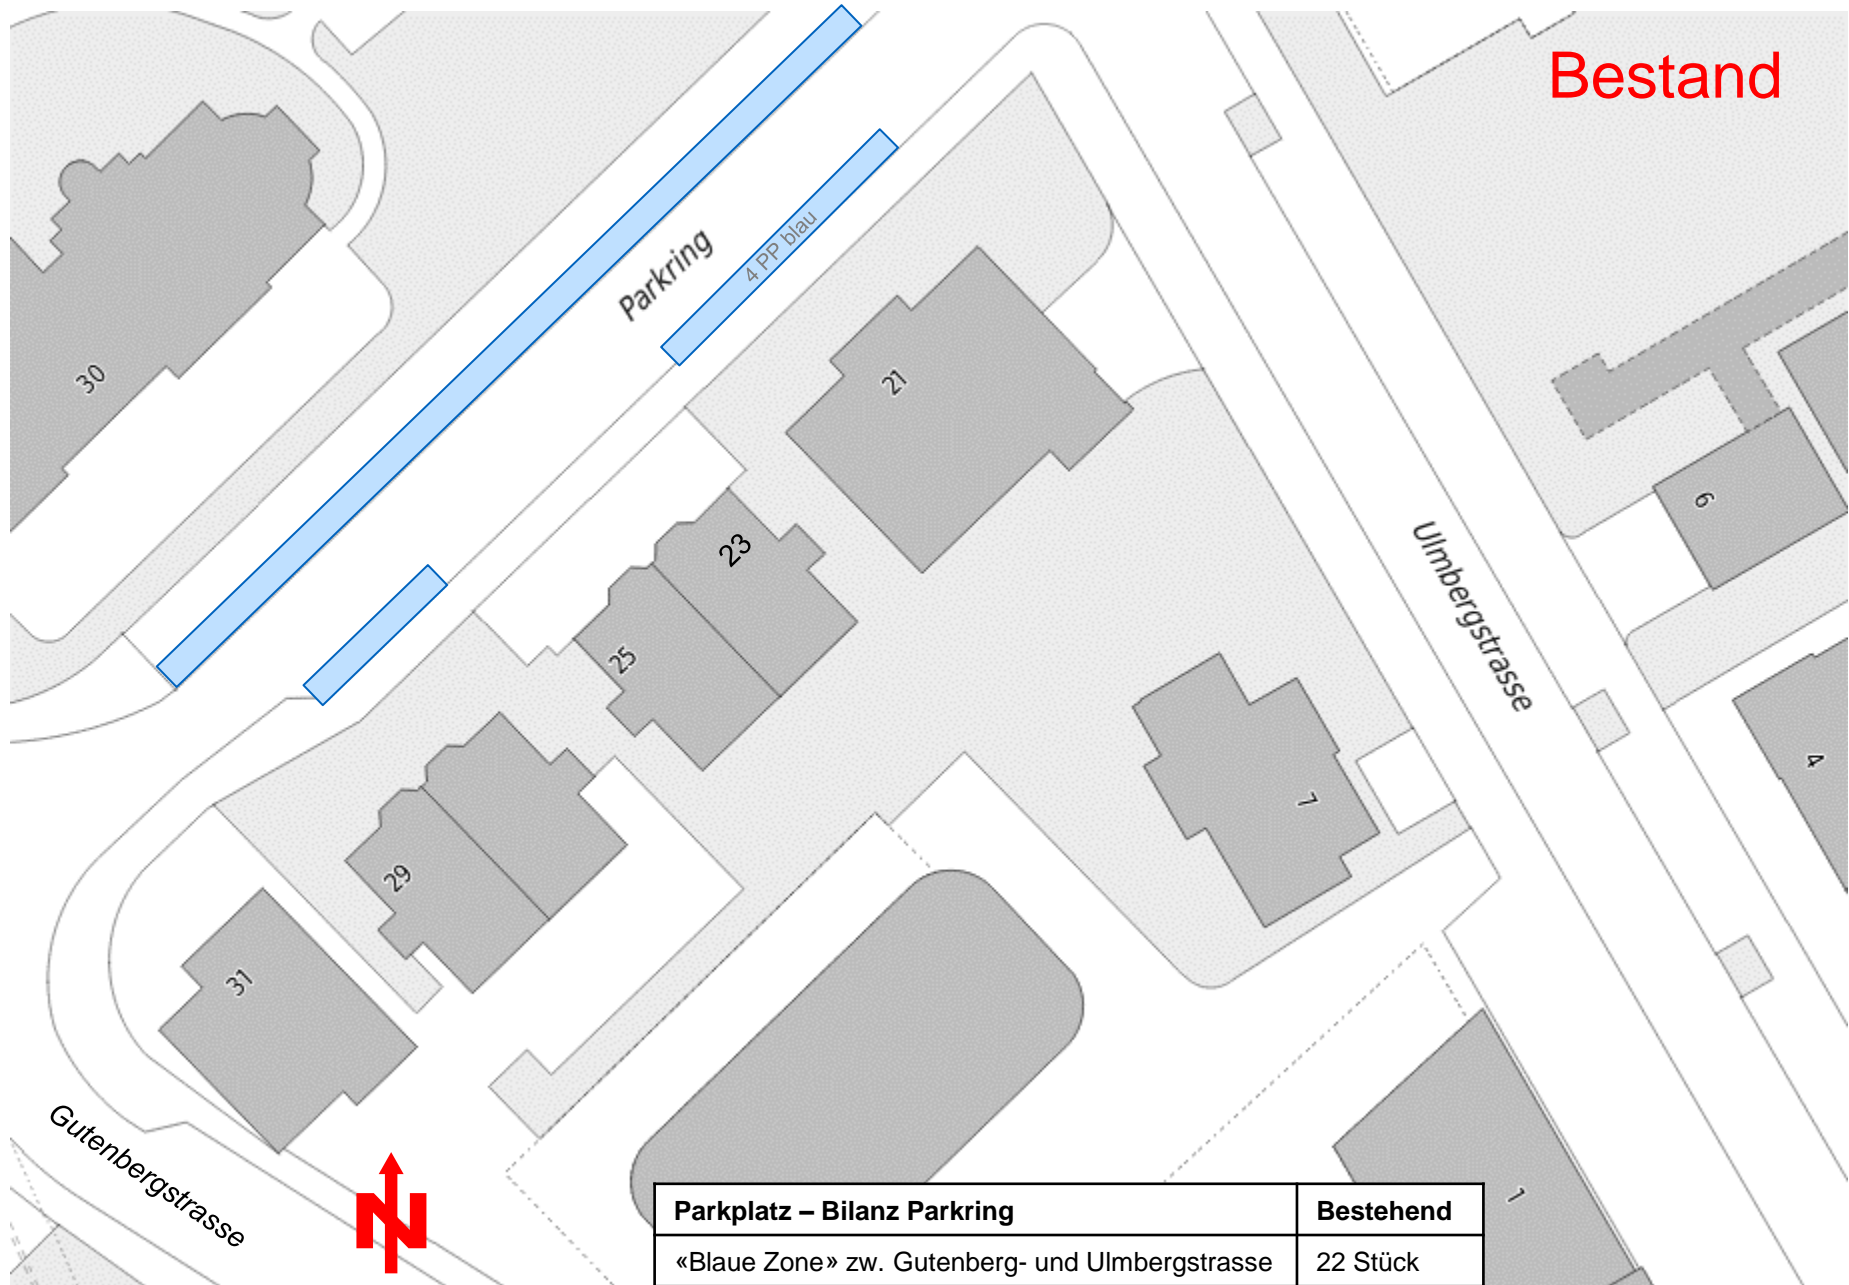 Bestand
Parkring
4 PP blau
30
21
23
25
29
31
6
7
4
1
Ulmbergstrasse
Gutenbergstrasse
N
Parkplatz – Bilanz Parkring Bestehend
«Blaue Zone» zw. Gutenberg- und Ulmbergstrasse 22 Stück